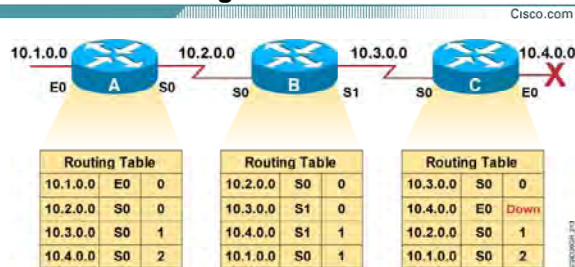 Cisco.com
10.1.0.0 10.2.0.0 10.3.0.0 10.4.0.0
X
E0 A S0 S0 B S1 S0 C E0
Routing Table Routing Table Routing Table
10.1.0.0 E0 0 10.2.0.0 S0 0 10.3.0.0 S0 0
10.2.0.0 S0 0 10.3.0.0 S1 0 10.4.0.0 E0 Down
10.3.0.0 S0 1 10.4.0.0 S1 1 10.2.0.0 S0 1
10.4.0.0 S0 2 10.1.0.0 S0 1 10.1.0.0 S0 2